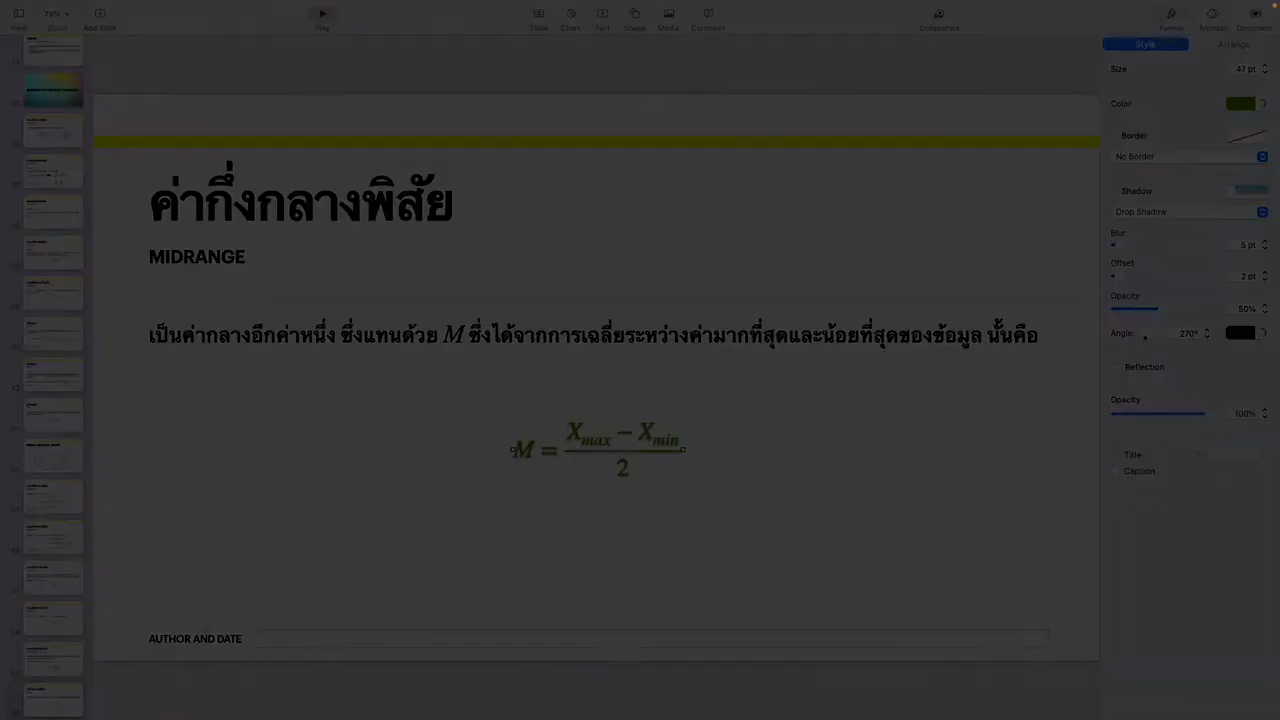 79%
View
Zoom
Add Slide
Play
Table
Chart
Text
Shape
Media
Comment
Collaborate
Format
Animate
Document
Style
Arrange
Size
47 pt
Color
Border
No Border
Shadow
Drop Shadow
Blur
5 pt
Offset
2 pt
Opacity
50%
Angle:
270°
Reflection
Opacity
100%
Title
Caption
ค่ากึ่งกลางพิสัย
MIDRANGE
เป็นค่ากลางอีกค่าหนึ่ง ซึ่งแทนด้วย M ซึ่งได้จากการเฉลี่ยระหว่างค่ามากที่สุดและน้อยที่สุดของข้อมูล นั้นคือ
M = (X_max − X_min) / 2
AUTHOR AND DATE